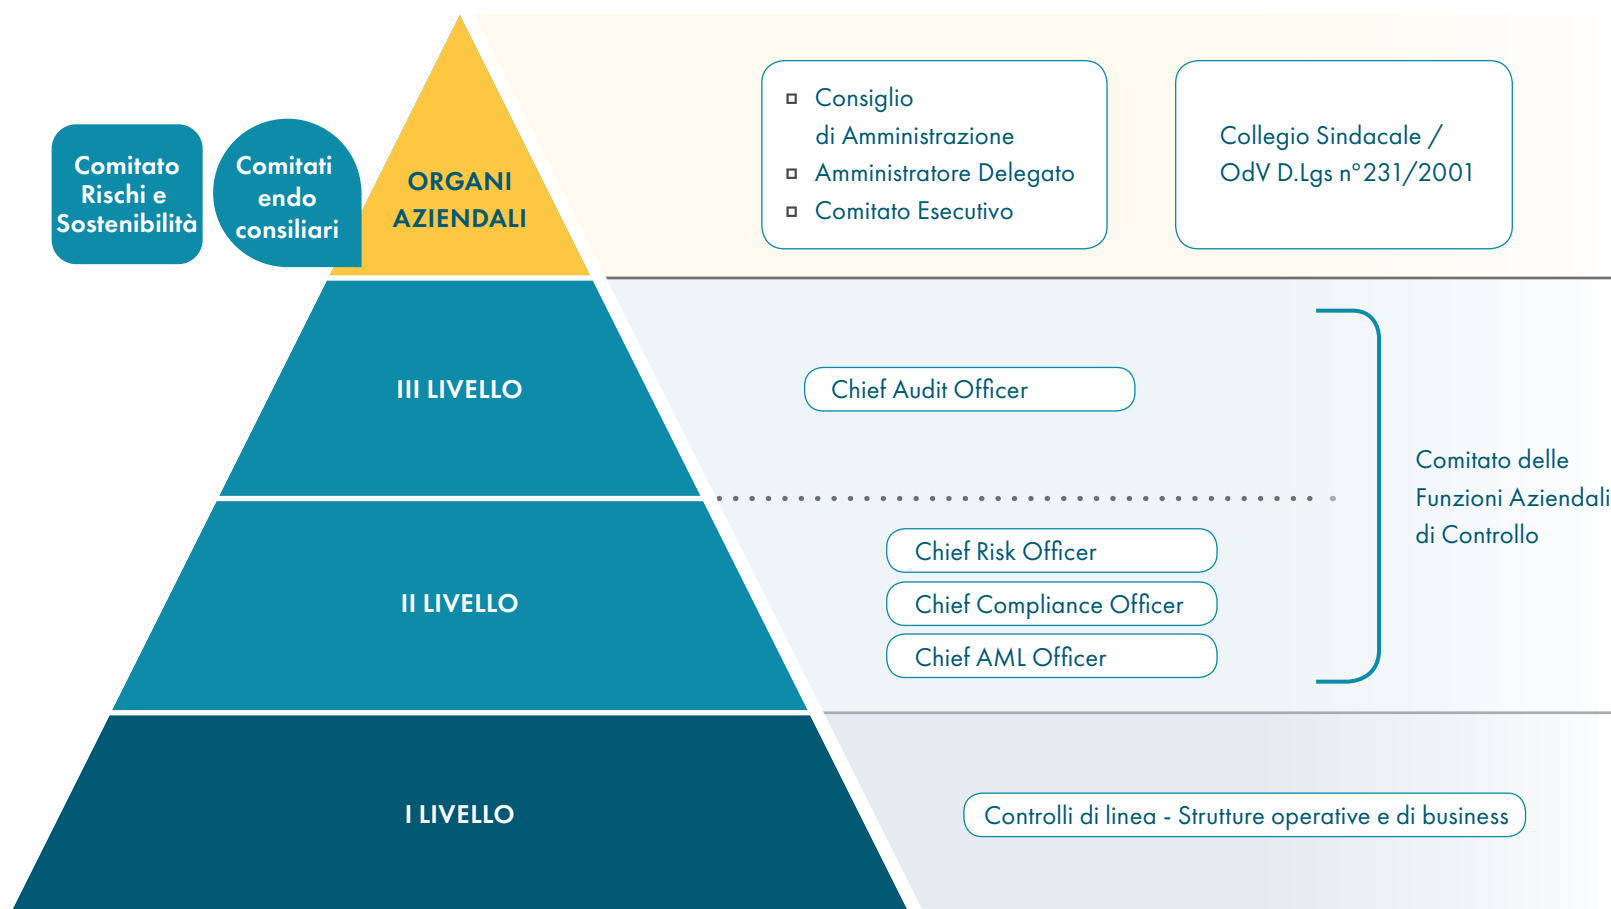 Comitato
Rischi e
Sostenibilità
Comitati
endo
consiliari
ORGANI
AZIENDALI
Consiglio
di Amministrazione
Amministratore Delegato
Comitato Esecutivo
Collegio Sindacale /
OdV D.Lgs n°231/2001
III LIVELLO
Chief Audit Officer
Comitato delle
Funzioni Aziendali
di Controllo
II LIVELLO
Chief Risk Officer
Chief Compliance Officer
Chief AML Officer
I LIVELLO
Controlli di linea - Strutture operative e di business